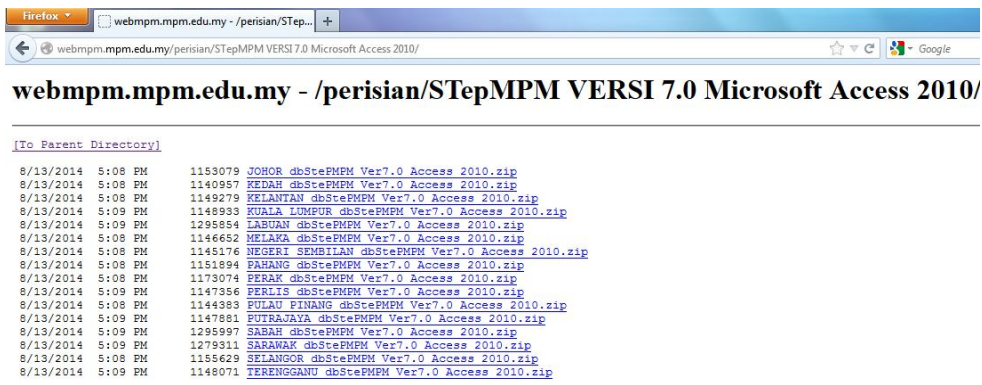 Firefox
webmpm.mpm.edu.my - /perisian/STep... +
webmpm.mpm.edu.my/perisian/STepMPM VERSI 7.0 Microsoft Access 2010/ Google
webmpm.mpm.edu.my - /perisian/STepMPM VERSI 7.0 Microsoft Access 2010/
[To Parent Directory]
8/13/2014 5:08 PM 1153079 JOHOR dbStePMPM Ver7.0 Access 2010.zip
8/13/2014 5:08 PM 1140957 KEDAH dbStePMPM Ver7.0 Access 2010.zip
8/13/2014 5:08 PM 1149279 KELANTAN dbStePMPM Ver7.0 Access 2010.zip
8/13/2014 5:09 PM 1148933 KUALA LUMPUR dbStePMPM Ver7.0 Access 2010.zip
8/13/2014 5:09 PM 1295854 LABUAN dbStePMPM Ver7.0 Access 2010.zip
8/13/2014 5:08 PM 1146652 MELAKA dbStePMPM Ver7.0 Access 2010.zip
8/13/2014 5:08 PM 1145176 NEGERI SEMBILAN dbStePMPM Ver7.0 Access 2010.zip
8/13/2014 5:08 PM 1151894 PAHANG dbStePMPM Ver7.0 Access 2010.zip
8/13/2014 5:08 PM 1173074 PERAK dbStePMPM Ver7.0 Access 2010.zip
8/13/2014 5:09 PM 1147356 PERLIS dbStePMPM Ver7.0 Access 2010.zip
8/13/2014 5:08 PM 1144383 PULAU PINANG dbStePMPM Ver7.0 Access 2010.zip
8/13/2014 5:09 PM 1147881 PUTRAJAYA dbStePMPM Ver7.0 Access 2010.zip
8/13/2014 5:09 PM 1295997 SABAH dbStePMPM Ver7.0 Access 2010.zip
8/13/2014 5:09 PM 1279311 SARAWAK dbStePMPM Ver7.0 Access 2010.zip
8/13/2014 5:08 PM 1155629 SELANGOR dbStePMPM Ver7.0 Access 2010.zip
8/13/2014 5:09 PM 1148071 TERENGGANU dbStePMPM Ver7.0 Access 2010.zip